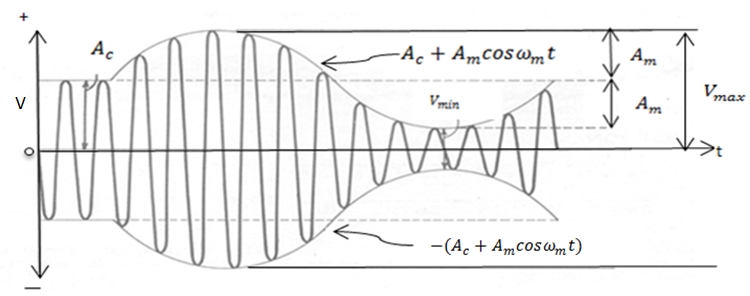 +
A_c
A_c + A_m cos ω_m t
A_m
V
V_min
A_m
V_max
O
t
−(A_c + A_m cos ω_m t)
—